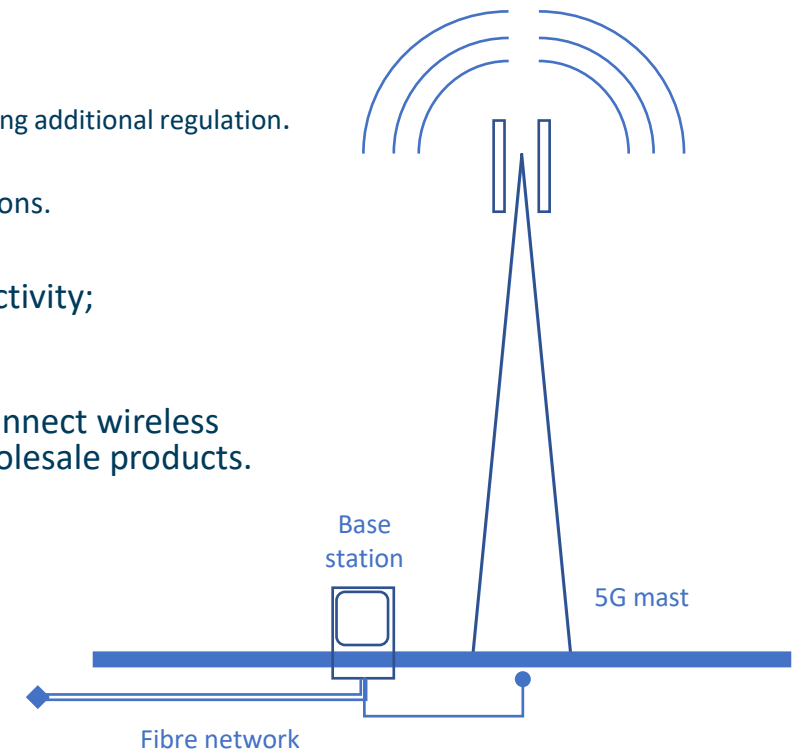 ng additional regulation.
ons.
ctivity;
nnect wireless
olesale products.
Base
station
5G mast
Fibre network